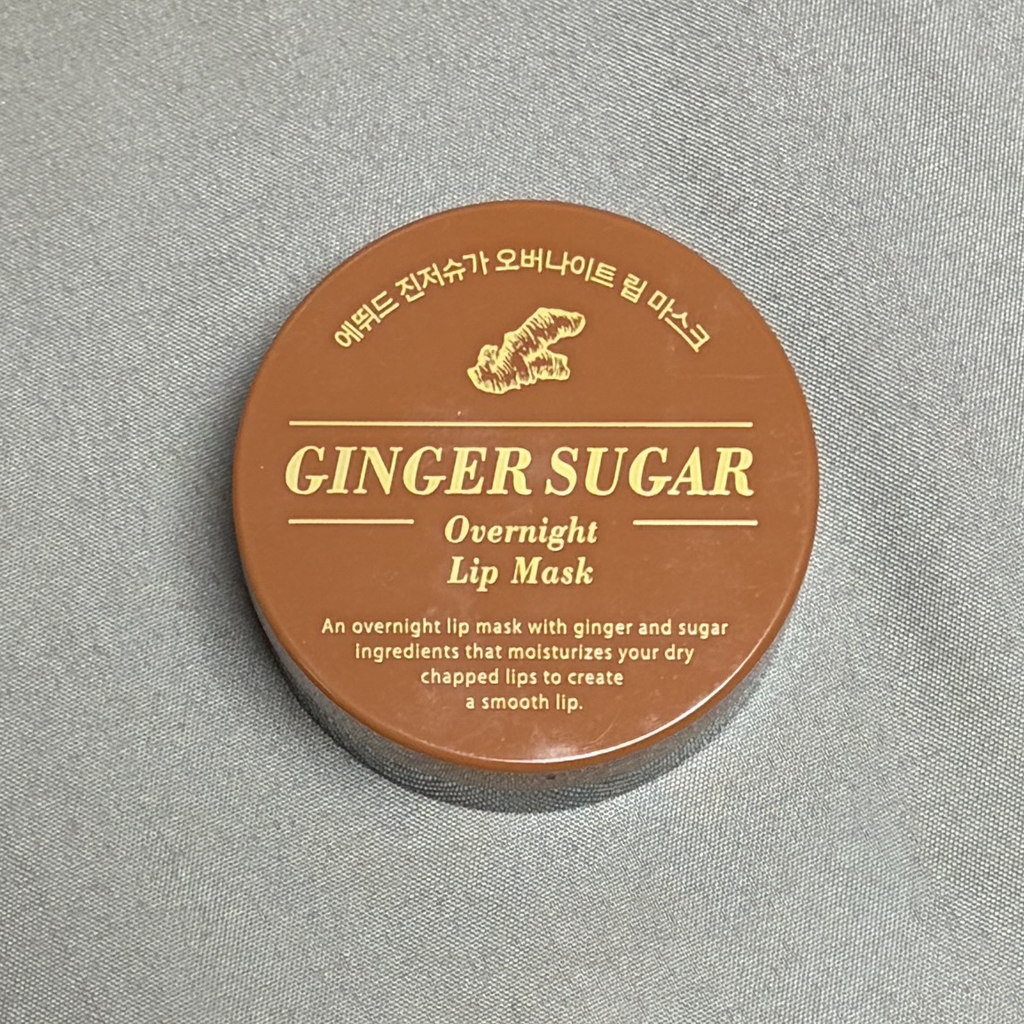 에뛰드 진저슈가 오버나이트 립 마스크
GINGER SUGAR
Overnight
Lip Mask
An overnight lip mask with ginger and sugar
ingredients that moisturizes your dry
chapped lips to create
a smooth lip.